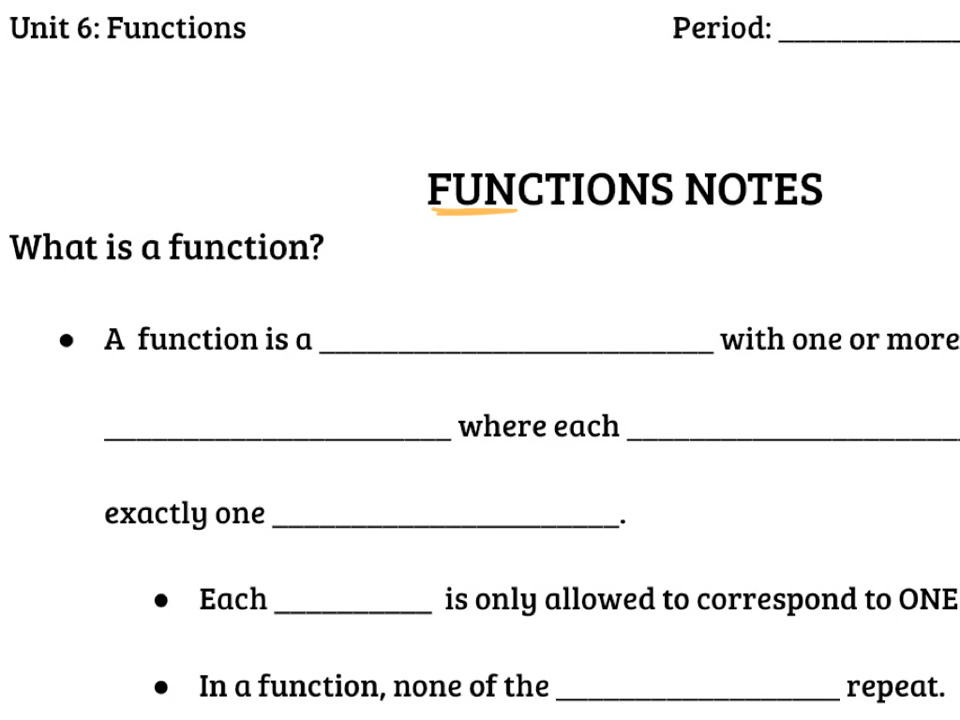 Unit 6: Functions Period: ____________
FUNCTIONS NOTES
What is a function?
● A function is a _________________________ with one or more
______________________ where each _____________________
exactly one ______________________.
● Each __________ is only allowed to correspond to ONE
● In a function, none of the __________________ repeat.